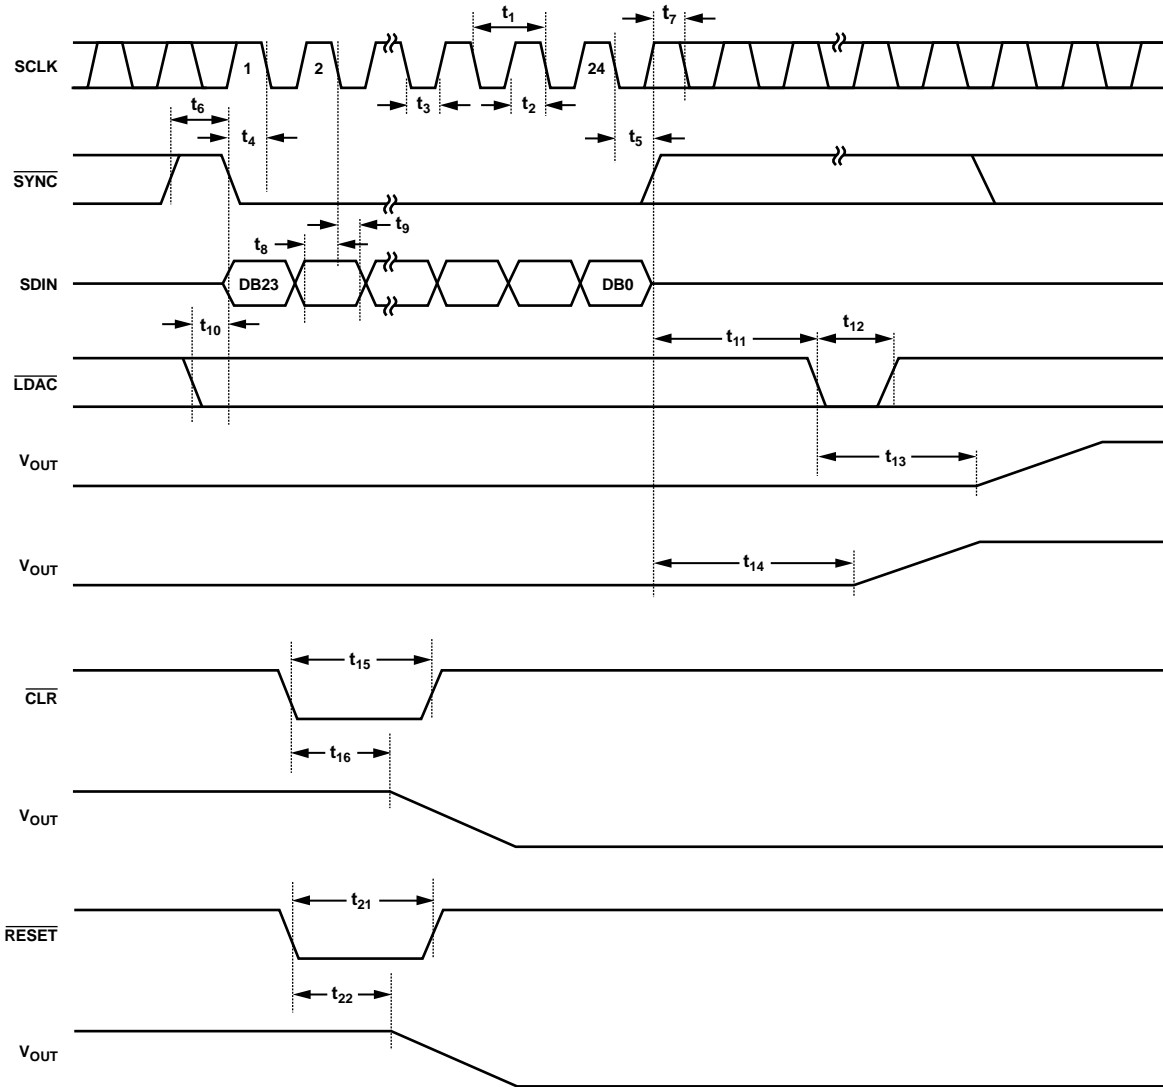 t1
t7
SCLK
1
2
24
t3
t2
t6
t4
t5
SYNC
t9
t8
SDIN
DB23
DB0
t10
t11
t12
LDAC
VOUT
t13
VOUT
t14
t15
CLR
t16
VOUT
t21
RESET
t22
VOUT